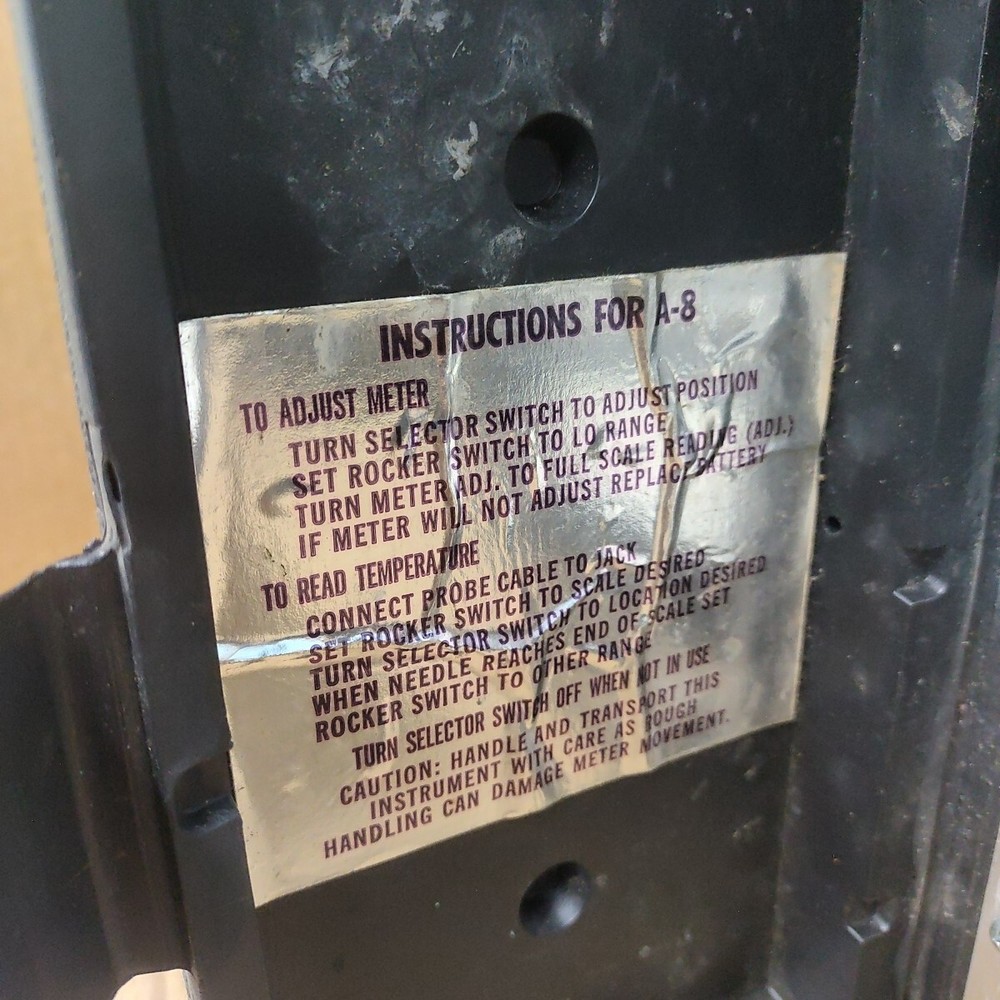 INSTRUCTIONS FOR A-8
TO ADJUST METER
TURN SELECTOR SWITCH TO ADJUST POSITION
SET ROCKER SWITCH TO LO RANGE
TURN METER ADJ. TO FULL SCALE READING (ADJ.)
IF METER WILL NOT ADJUST REPLACE BATTERY
TO READ TEMPERATURE
CONNECT PROBE CABLE TO JACK
SET ROCKER SWITCH TO SCALE DESIRED
TURN SELECTOR SWITCH TO LOCATION DESIRED
WHEN NEEDLE REACHES END OF SCALE SET
ROCKER SWITCH TO OTHER RANGE
TURN SELECTOR SWITCH OFF WHEN NOT IN USE
CAUTION: HANDLE AND TRANSPORT THIS
INSTRUMENT WITH CARE AS ROUGH
HANDLING CAN DAMAGE METER MOVEMENT.